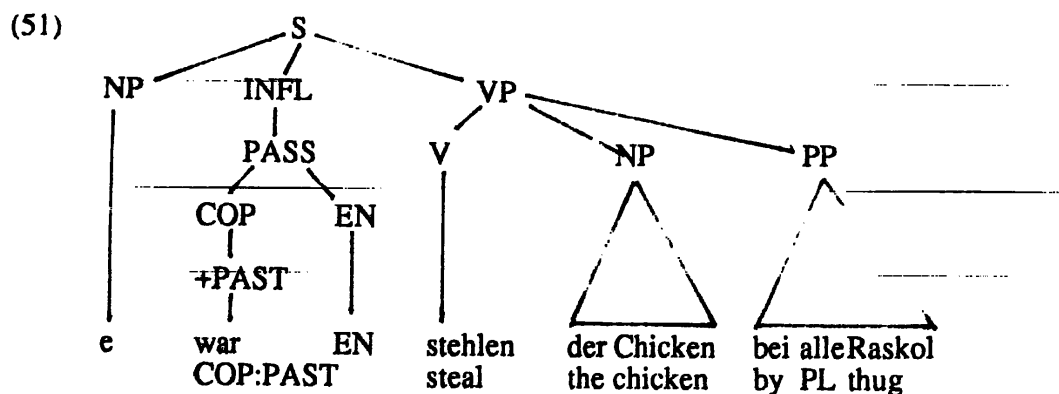 (51) S
NP INFL VP
PASS V NP PP
COP EN
+PAST
e war EN stehlen der Chicken bei alle Raskol
COP:PAST steal the chicken by PL thug